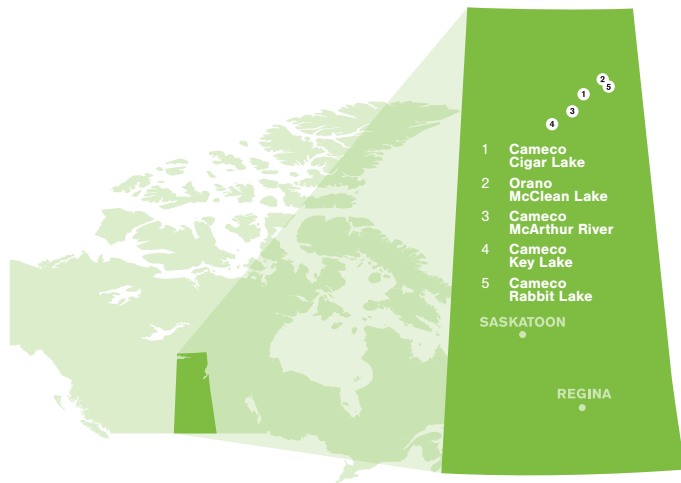 2
5
1
3
4
1 Cameco
Cigar Lake
2 Orano
McClean Lake
3 Cameco
McArthur River
4 Cameco
Key Lake
5 Cameco
Rabbit Lake
SASKATOON
REGINA